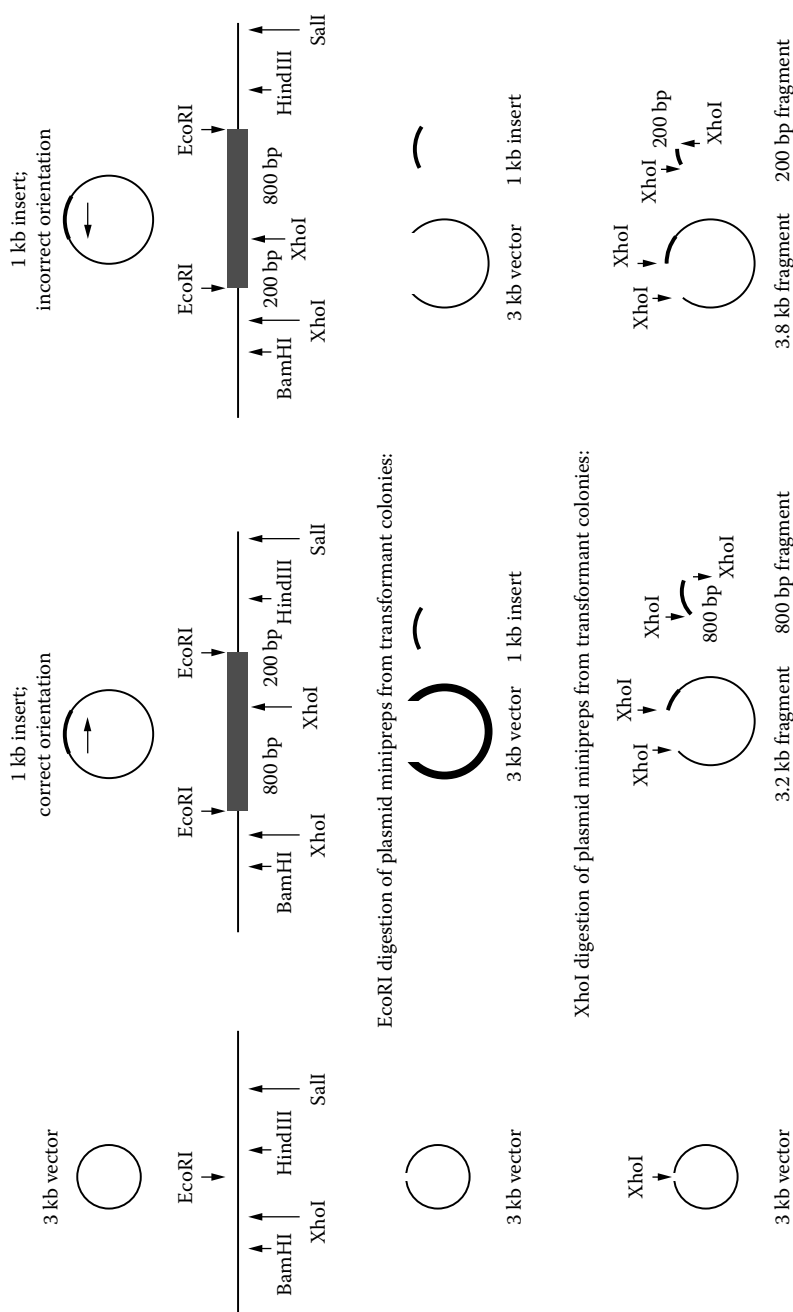 3 kb vector
EcoRI
BamHI
XhoI
HindIII
SalI
1 kb insert;
correct orientation
EcoRI
EcoRI
BamHI
XhoI
800 bp
XhoI
200 bp
HindIII
SalI
1 kb insert;
incorrect orientation
EcoRI
EcoRI
BamHI
XhoI
200 bp
XhoI
800 bp
HindIII
SalI
EcoRI digestion of plasmid minipreps from transformant colonies:
3 kb vector
3 kb vector
1 kb insert
3 kb vector
1 kb insert
XhoI digestion of plasmid minipreps from transformant colonies:
XhoI
3 kb vector
XhoI
XhoI
3.2 kb fragment
XhoI
800 bp
XhoI
800 bp fragment
XhoI
XhoI
3.8 kb fragment
XhoI
200 bp
XhoI
200 bp fragment